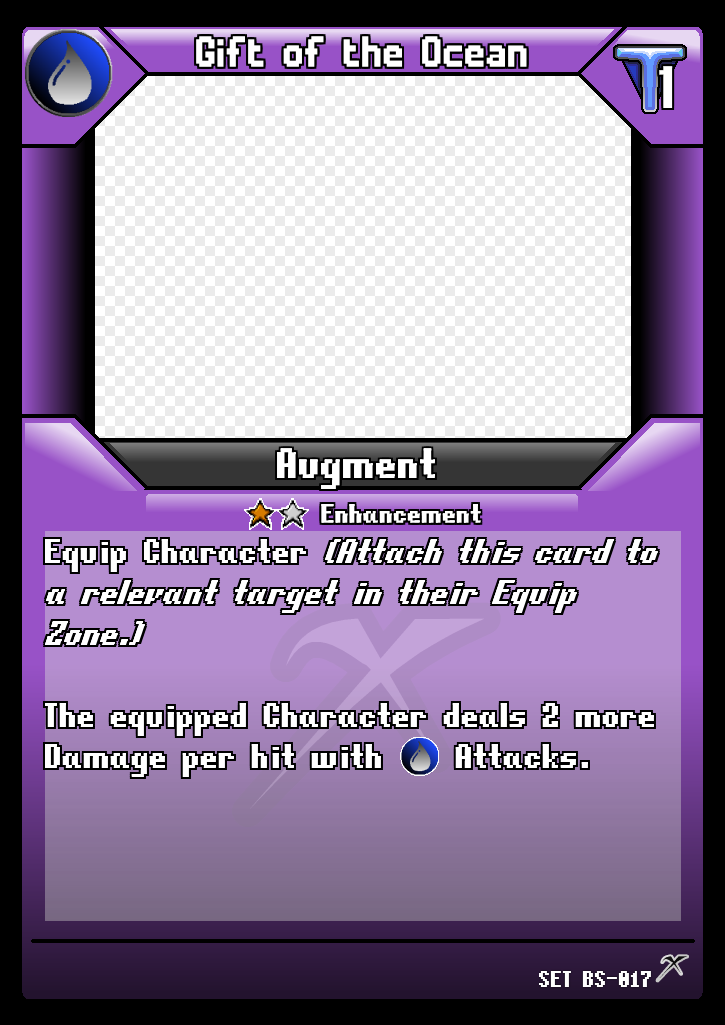 Gift of the Ocean
T1
Augment
Enhancement
Equip Character (Attach this card to
a relevant target in their Equip
Zone.)
The equipped Character deals 2 more
Damage per hit with Attacks.
SET BS-017